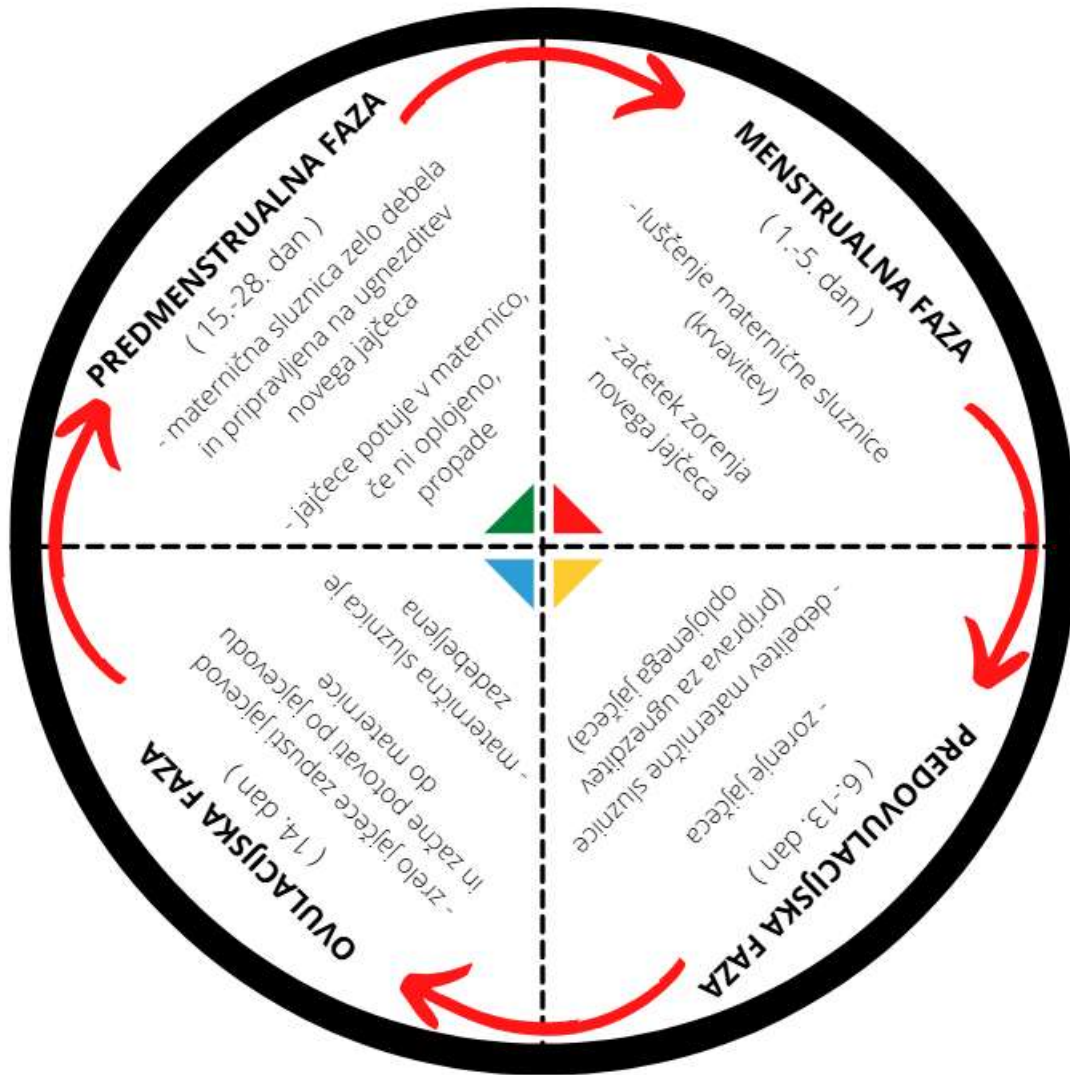 MENSTRUALNA FAZA
( 1.-5. dan )
- luščenje maternične sluznice
(krvavitev)
- začetek zorenja
novega jajčeca
PREDOVULACIJSKA FAZA
( 6.-13. dan )
- zorenje jajčeca
- debelitev maternične sluznice
(priprava za ugnezditev
oplojenega jajčeca)
OVULACIJSKA FAZA
( 14. dan )
- zrelo jajčece zapusti jajcevod
in začne potovati po jajcevodu
do maternice
- maternična sluznica je
zadebeljena
PREDMENSTRUALNA FAZA
( 15.-28. dan )
- maternična sluznica zelo debela
in pripravljena na ugnezditev
novega jajčeca
- jajčece potuje v maternico,
če ni oplojeno,
propade